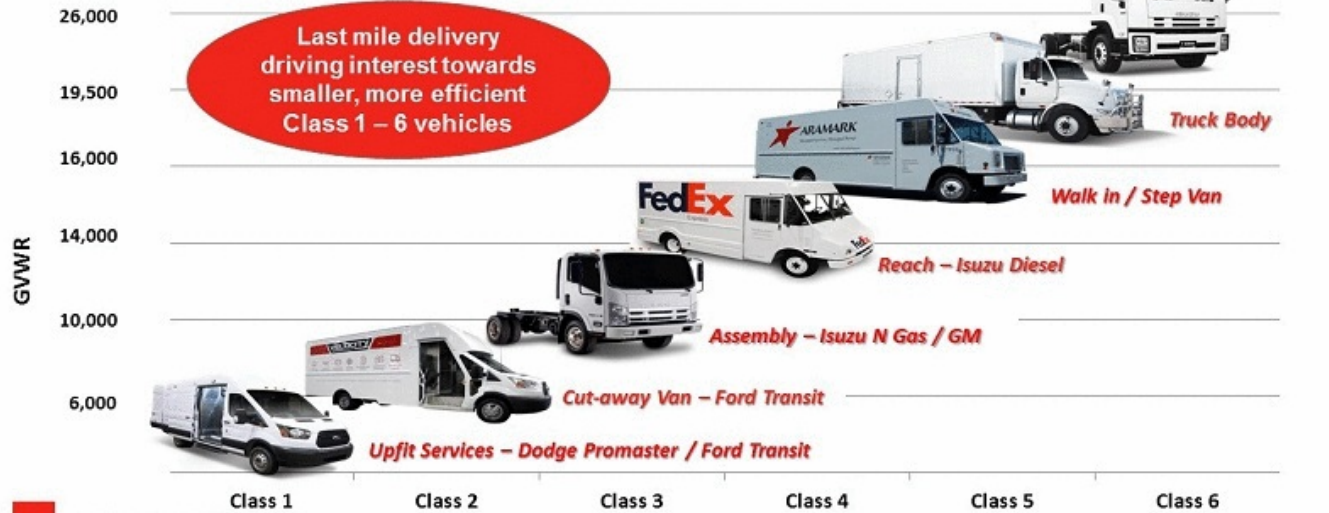 26,000
Last mile delivery
driving interest towards
smaller, more efficient
Class 1 – 6 vehicles
19,500
Truck Body
ARAMARK
16,000
Walk in / Step Van
FedEx
14,000
FedEx
Reach – Isuzu Diesel
GVWR
10,000
Assembly – Isuzu N Gas / GM
VELOCITY
6,000
Cut-away Van – Ford Transit
Upfit Services – Dodge Promaster / Ford Transit
Class 1
Class 2
Class 3
Class 4
Class 5
Class 6